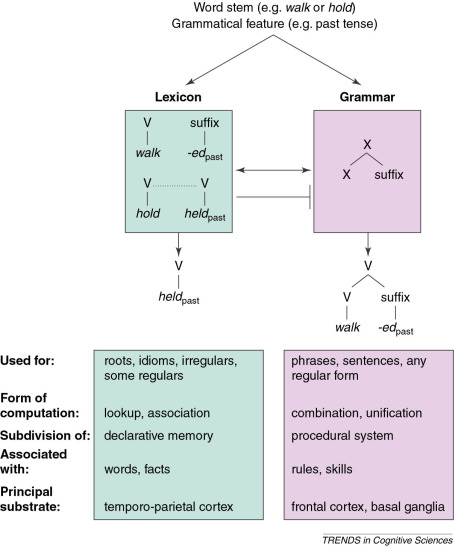 Word stem (e.g. walk or hold)
Grammatical feature (e.g. past tense)
Lexicon
Grammar
V suffix
walk -edpast
V V
hold heldpast
X
X suffix
V
heldpast
V
V suffix
walk -edpast
Used for: roots, idioms, irregulars, phrases, sentences, any
some regulars regular form
Form of
computation: lookup, association combination, unification
Subdivision of: declarative memory procedural system
Associated
with: words, facts rules, skills
Principal
substrate: temporo-parietal cortex frontal cortex, basal ganglia
TRENDS in Cognitive Sciences